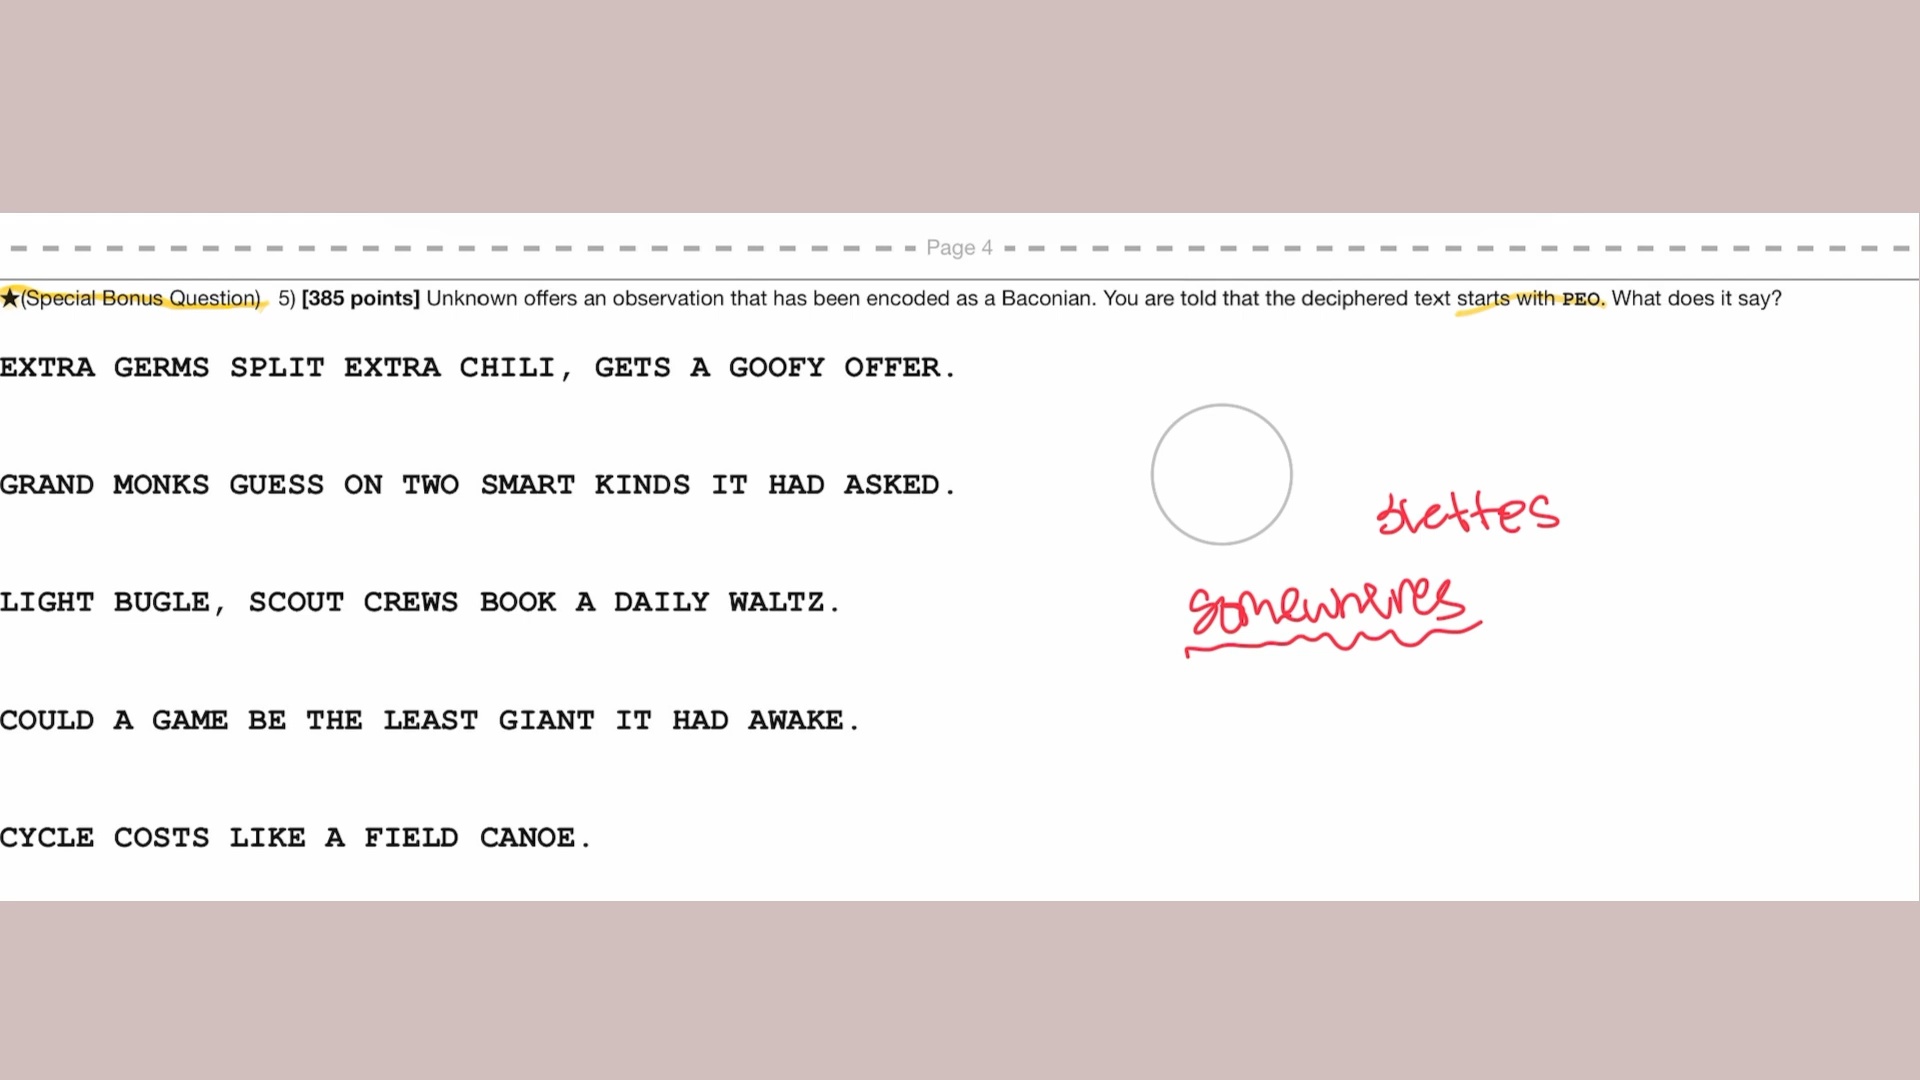 Page 4
★(Special Bonus Question) 5) [385 points] Unknown offers an observation that has been encoded as a Baconian. You are told that the deciphered text starts with PEO. What does it say?
EXTRA GERMS SPLIT EXTRA CHILI, GETS A GOOFY OFFER.
GRAND MONKS GUESS ON TWO SMART KINDS IT HAD ASKED.
LIGHT BUGLE, SCOUT CREWS BOOK A DAILY WALTZ.
somewheres
COULD A GAME BE THE LEAST GIANT IT HAD AWAKE.
CYCLE COSTS LIKE A FIELD CANOE.